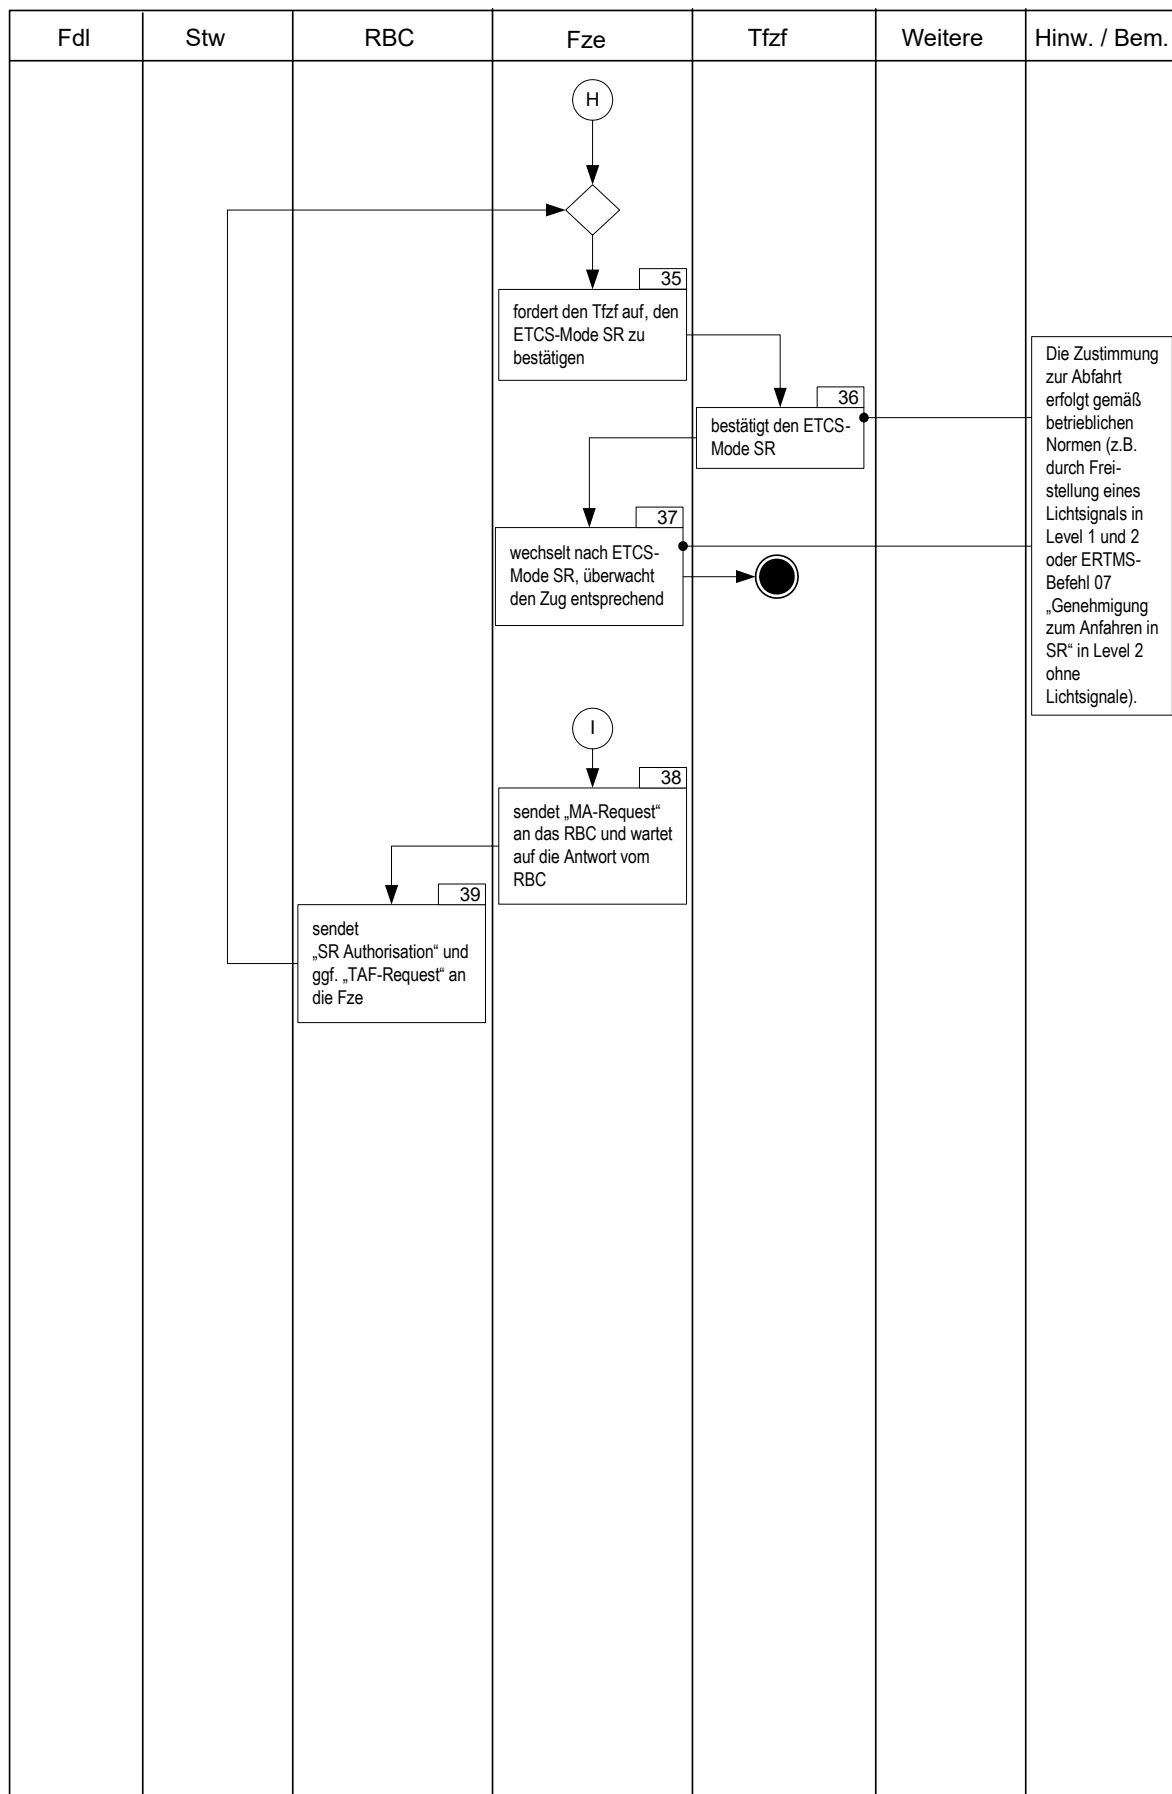 Fdl
Stw
RBC
Fze
Tfzf
Weitere
Hinw. / Bem.
H
35
fordert den Tfzf auf, den
ETCS-Mode SR zu
bestätigen
36
bestätigt den ETCS-
Mode SR
37
wechselt nach ETCS-
Mode SR, überwacht
den Zug entsprechend
Die Zustimmung
zur Abfahrt
erfolgt gemäß
betrieblichen
Normen (z.B.
durch Frei-
stellung eines
Lichtsignals in
Level 1 und 2
oder ERTMS-
Befehl 07
„Genehmigung
zum Anfahren in
SR“ in Level 2
ohne
Lichtsignale).
I
38
sendet „MA-Request“
an das RBC und wartet
auf die Antwort vom
RBC
39
sendet
„SR Authorisation“ und
ggf. „TAF-Request“ an
die Fze